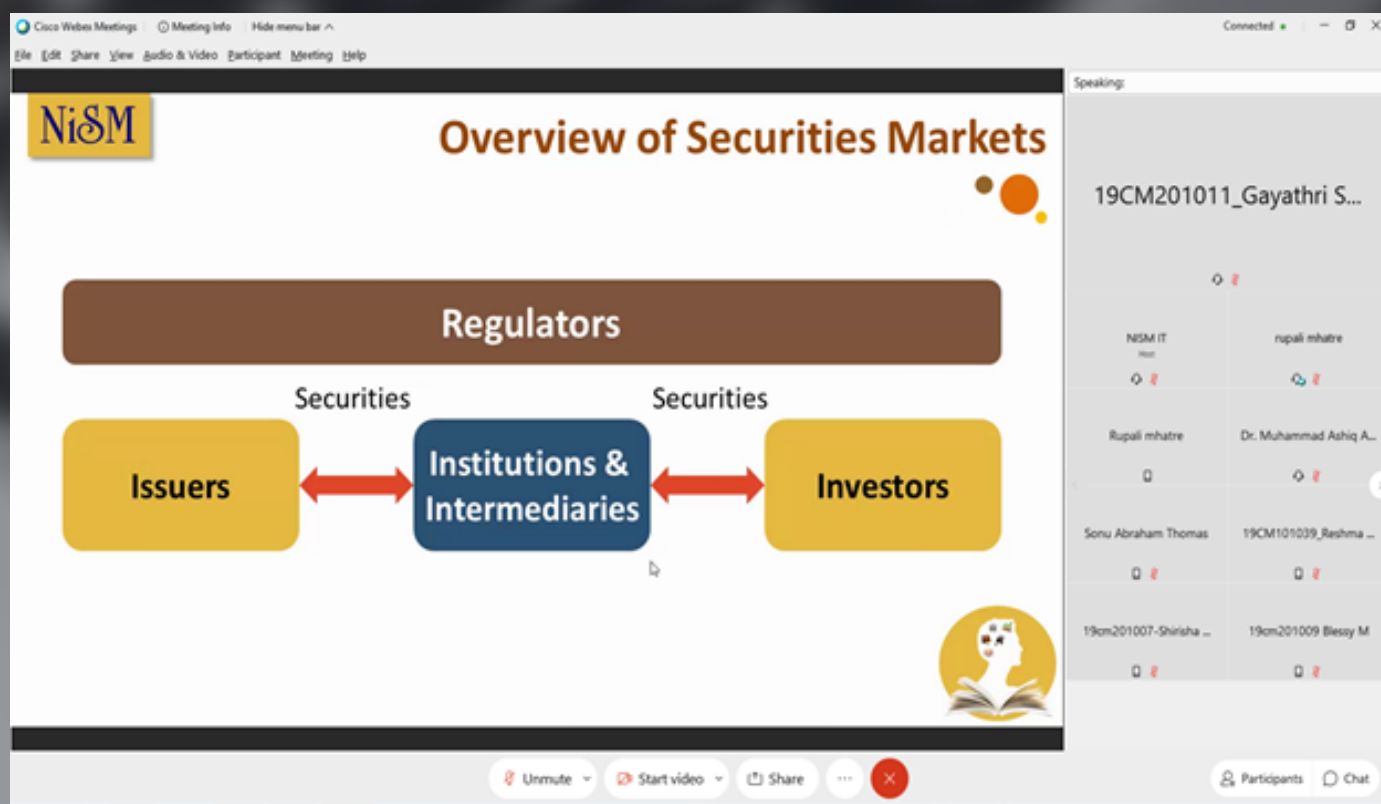 Cisco Webex Meetings Meeting Info Hide menu bar
Connected
File Edit Share View Audio & Video Participant Meeting Help
Speaking:
NiSM
Overview of Securities Markets
Regulators
Securities Securities
Issuers
Institutions &
Intermediaries
Investors
19CM201011_Gayathri S...
NISM IT
Host
rupali mhatre
Rupali mhatre
Dr. Muhammad Ashiq A...
Sonu Abraham Thomas
19CM101039_Reshma ...
19cm201007-Shirisha ...
19cm201009 Blessy M
Unmute Start video Share ...
Participants Chat